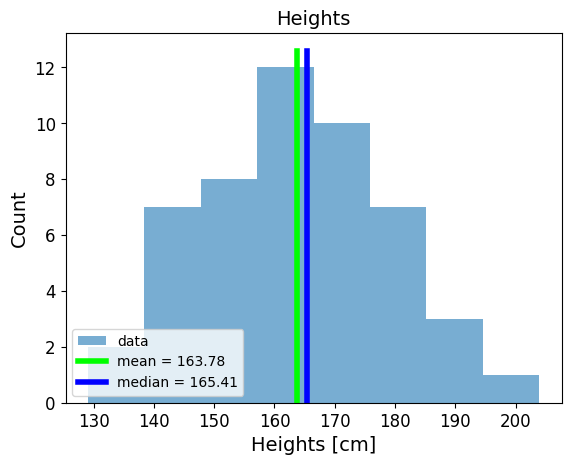 Heights
Count
12
10
8
6
4
2
0
data
mean = 163.78
median = 165.41
130 140 150 160 170 180 190 200
Heights [cm]